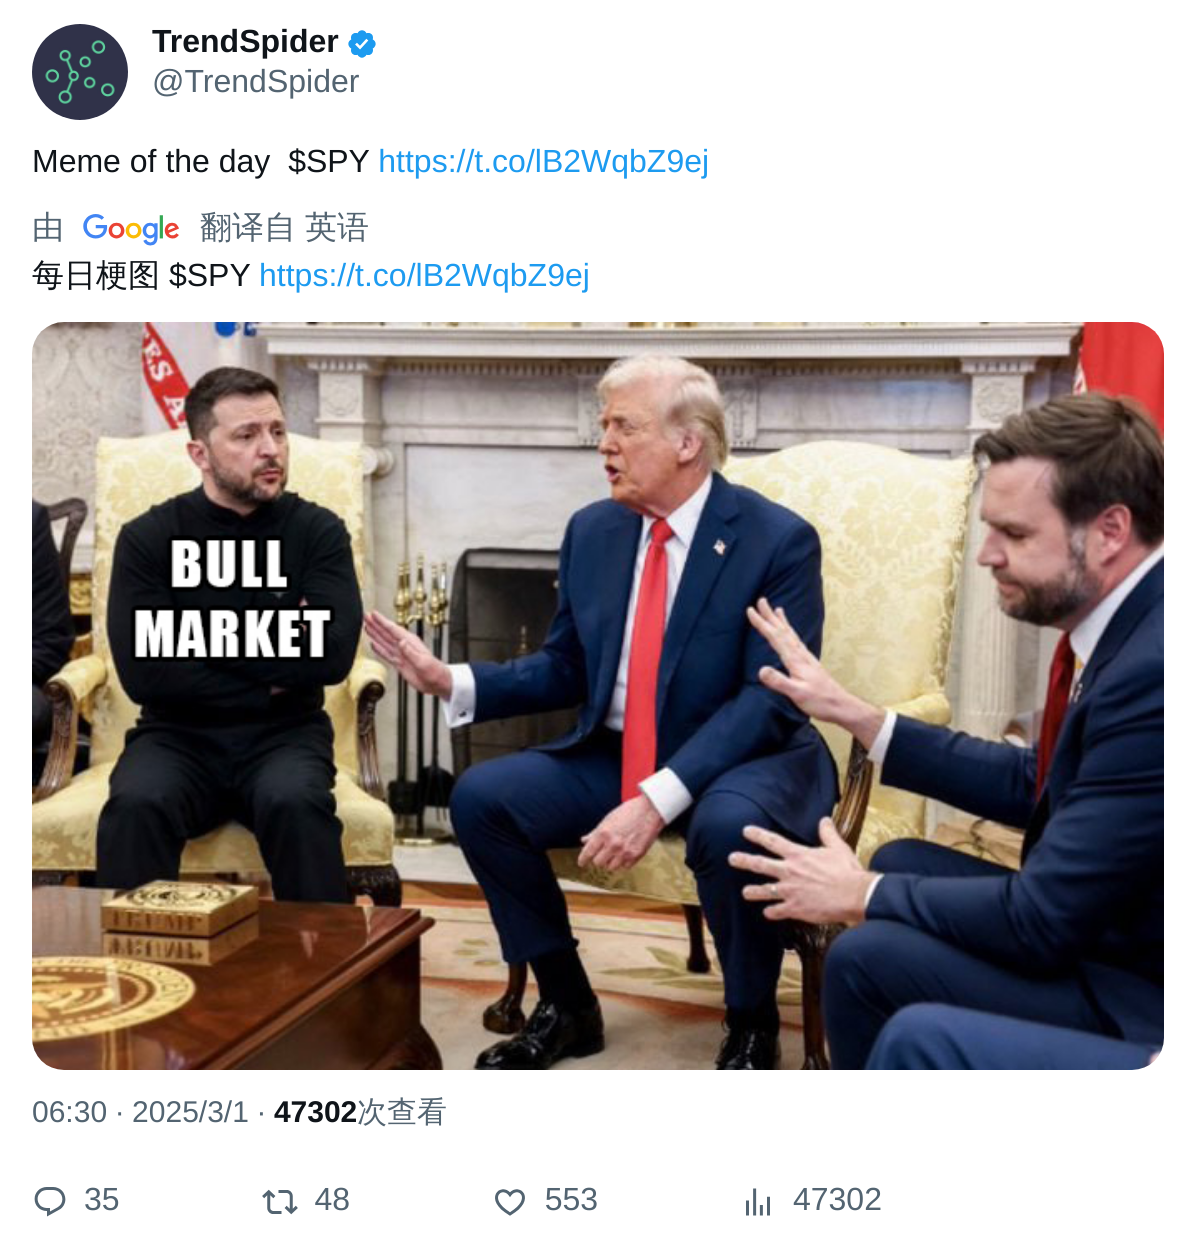 TrendSpider
@TrendSpider
Meme of the day $SPY https://t.co/lB2WqbZ9ej
由 Google 翻译自 英语
每日梗图 $SPY https://t.co/lB2WqbZ9ej
ES A
BULL
MARKET
06:30 · 2025/3/1 · 47302次查看
35 48 553 47302